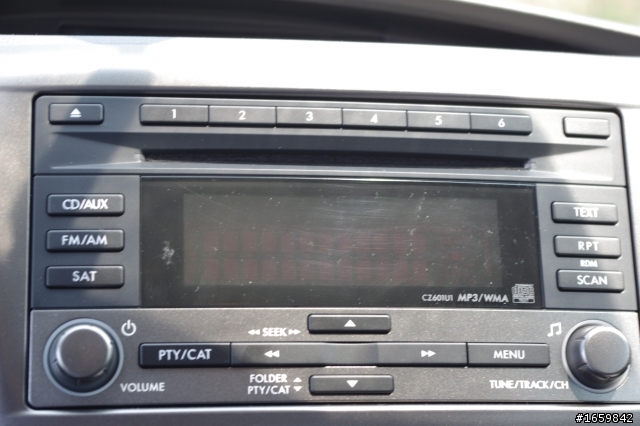 1 2 3 4 5 6
CD/AUX
TEXT
FM/AM
RPT
RDM
SAT
SCAN
CZ601U1 MP3/WMA
SEEK
PTY/CAT
MENU
VOLUME
FOLDER
PTY/CAT
TUNE/TRACK/CH
#1659842